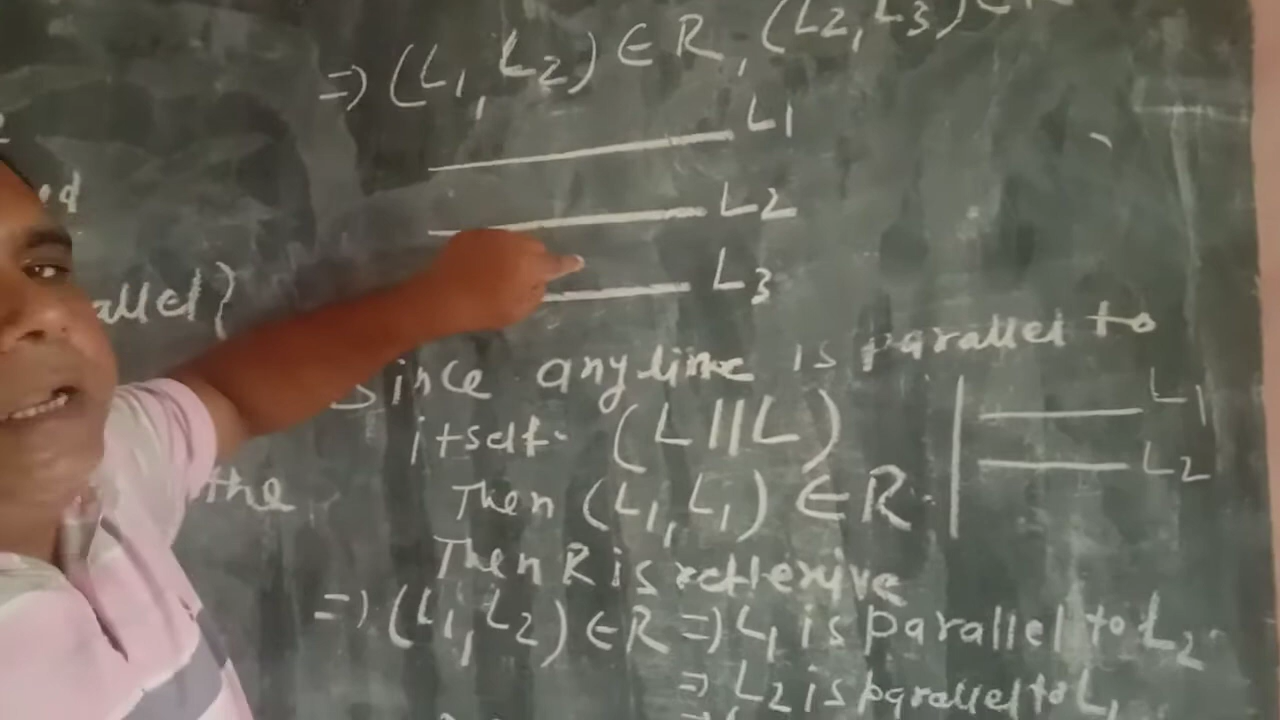 =) (L1, L2) ∈ R, (L2, L3) ∈ R
L1
L2
L3
allel}
Since any line is parallel to
itself. (L || L)
L1
L2
the
Then (L1, L1) ∈ R.
Then R is reflexive
=) (L1, L2) ∈ R =) L1 is parallel to L2
=) L2 is parallel to L1